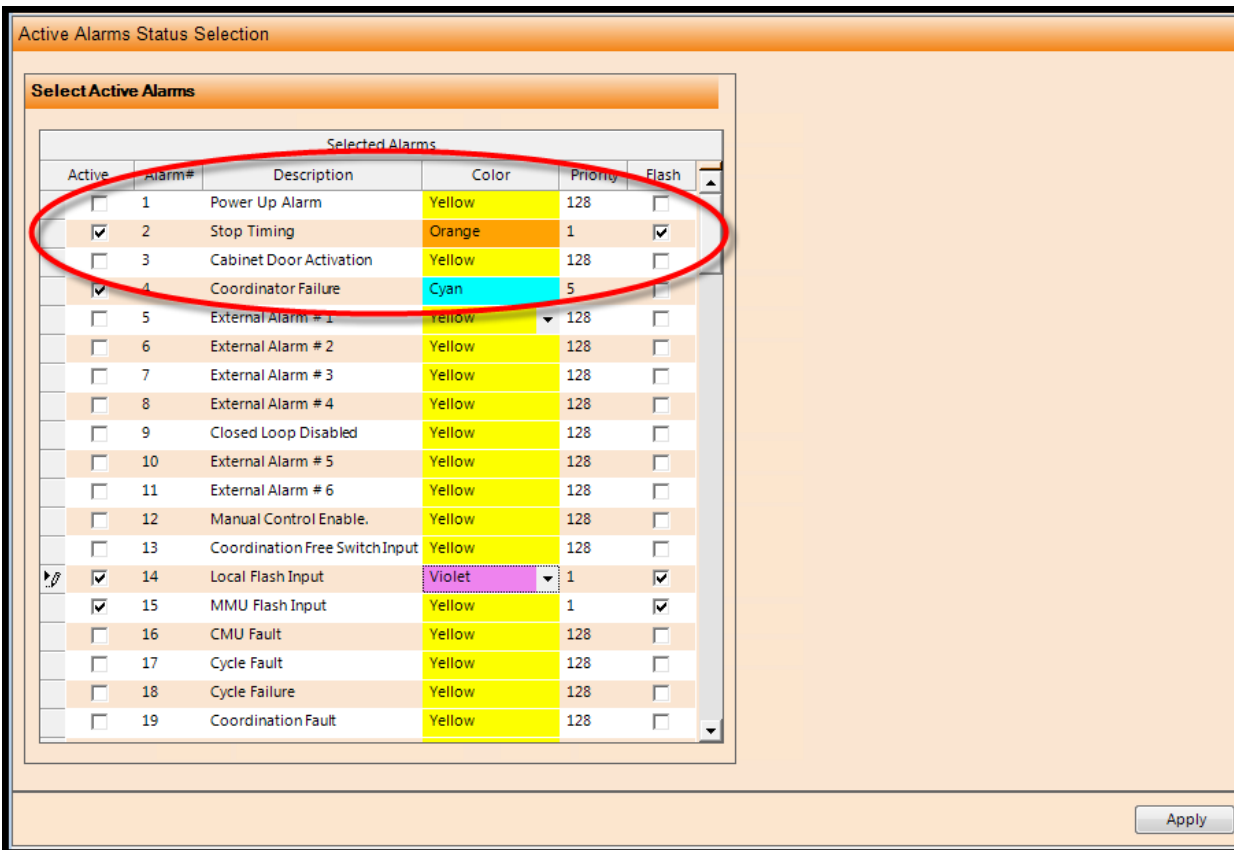 Active Alarms Status Selection
Select Active Alarms
Selected Alarms
Active Alarm# Description Color Priority Flash
1 Power Up Alarm Yellow 128
2 Stop Timing Orange 1
3 Cabinet Door Activation Yellow 128
4 Coordinator Failure Cyan 5
5 External Alarm # 1 Yellow 128
6 External Alarm # 2 Yellow 128
7 External Alarm # 3 Yellow 128
8 External Alarm # 4 Yellow 128
9 Closed Loop Disabled Yellow 128
10 External Alarm # 5 Yellow 128
11 External Alarm # 6 Yellow 128
12 Manual Control Enable. Yellow 128
13 Coordination Free Switch Input Yellow 128
14 Local Flash Input Violet 1
15 MMU Flash Input Yellow 1
16 CMU Fault Yellow 128
17 Cycle Fault Yellow 128
18 Cycle Failure Yellow 128
19 Coordination Fault Yellow 128
Apply